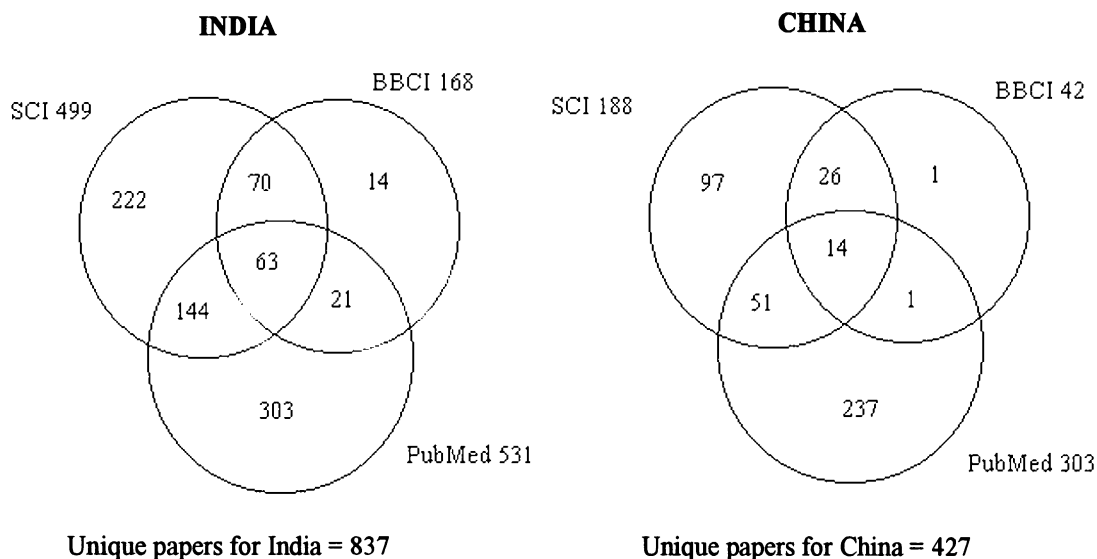 INDIA
SCI 499
BBCI 168
222
70
14
63
144
21
303
PubMed 531
Unique papers for India = 837
CHINA
SCI 188
BBCI 42
97
26
1
14
51
1
237
PubMed 303
Unique papers for China = 427